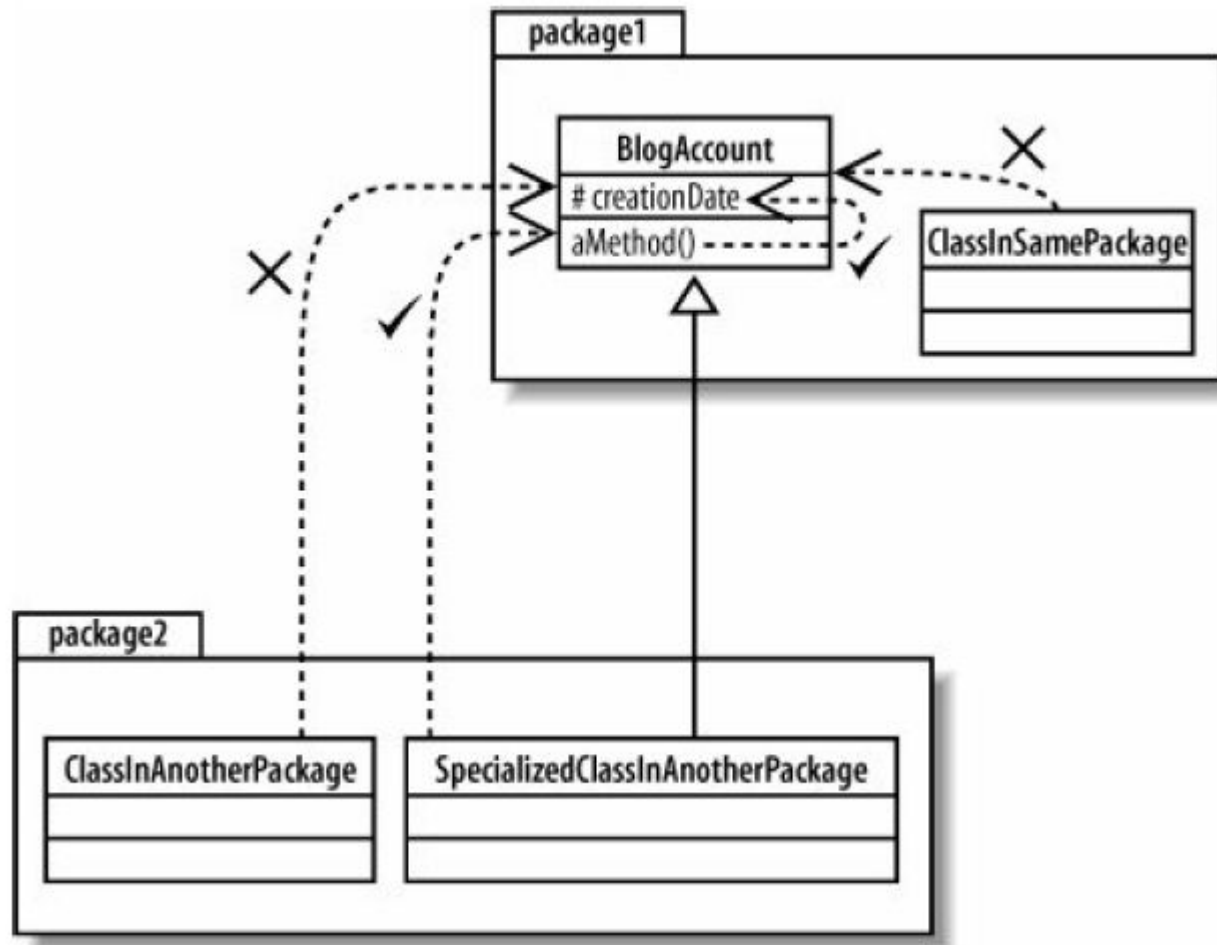 package1
BlogAccount
# creationDate
aMethod()
ClassInSamePackage
package2
ClassInAnotherPackage
SpecializedClassInAnotherPackage